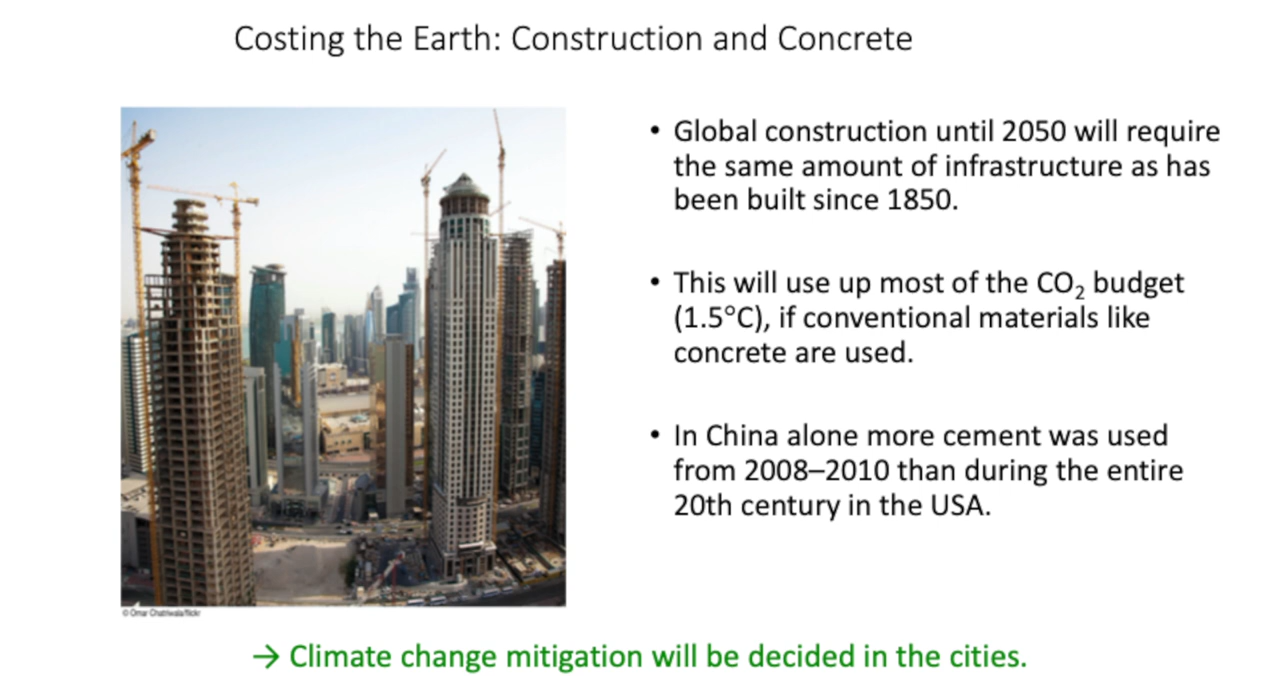 Costing the Earth: Construction and Concrete
• Global construction until 2050 will require
the same amount of infrastructure as has
been built since 1850.
• This will use up most of the CO₂ budget
(1.5°C), if conventional materials like
concrete are used.
• In China alone more cement was used
from 2008–2010 than during the entire
20th century in the USA.
© Omar Chatriwala/flickr
→ Climate change mitigation will be decided in the cities.